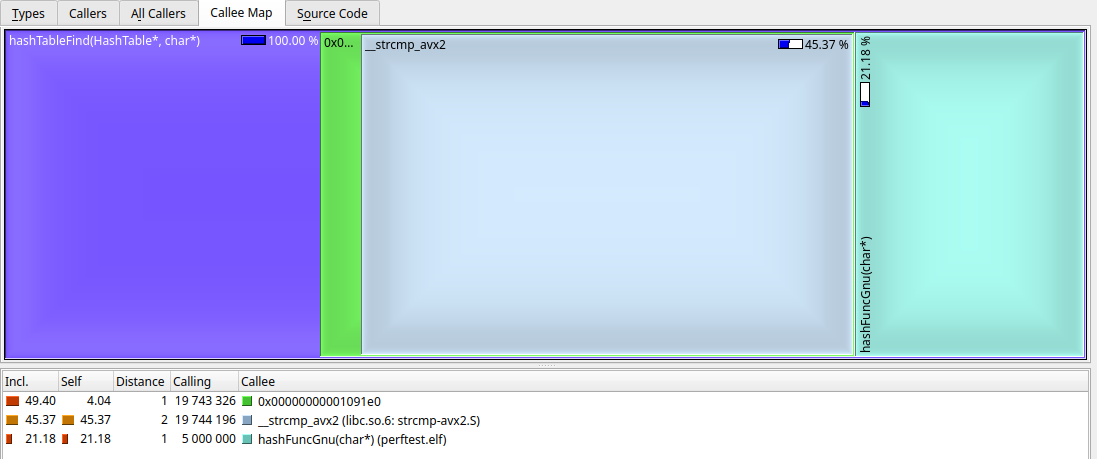 Types Callers All Callers Callee Map Source Code
hashTableFind(HashTable*, char*) 100.00 %
0x0...
__strcmp_avx2 45.37 %
hashFuncGnu(char*) 21.18 %
Incl. Self Distance Calling Callee
49.40 4.04 1 19 743 326 0x00000000001091e0
45.37 45.37 2 19 744 196 __strcmp_avx2 (libc.so.6: strcmp-avx2.S)
21.18 21.18 1 5 000 000 hashFuncGnu(char*) (perftest.elf)